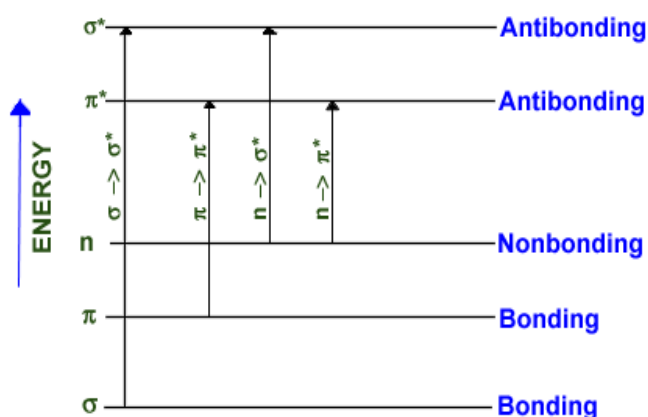 σ* Antibonding
π* Antibonding
ENERGY
σ –> σ*
π –> π*
n –> σ*
n –> π*
n Nonbonding
π Bonding
σ Bonding